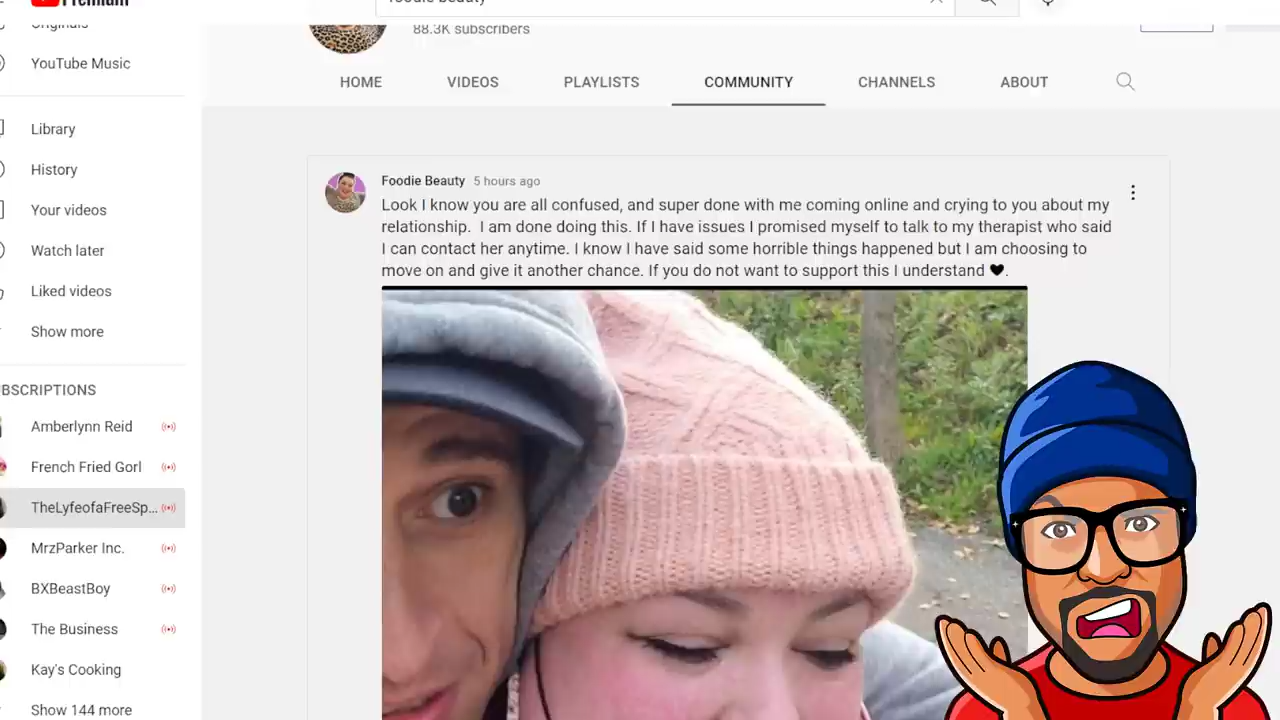 Premium
foodie beauty
Originals
88.3K subscribers
YouTube Music
HOME VIDEOS PLAYLISTS COMMUNITY CHANNELS ABOUT
Library
History
Your videos
Watch later
Liked videos
Show more
Foodie Beauty 5 hours ago
Look I know you are all confused, and super done with me coming online and crying to you about my
relationship. I am done doing this. If I have issues I promised myself to talk to my therapist who said
I can contact her anytime. I know I have said some horrible things happened but I am choosing to
move on and give it another chance. If you do not want to support this I understand 🖤.
UBSCRIPTIONS
Amberlynn Reid
French Fried Gorl
TheLyfeofaFreeSp...
MrzParker Inc.
BXBeastBoy
The Business
Kay's Cooking
Show 144 more